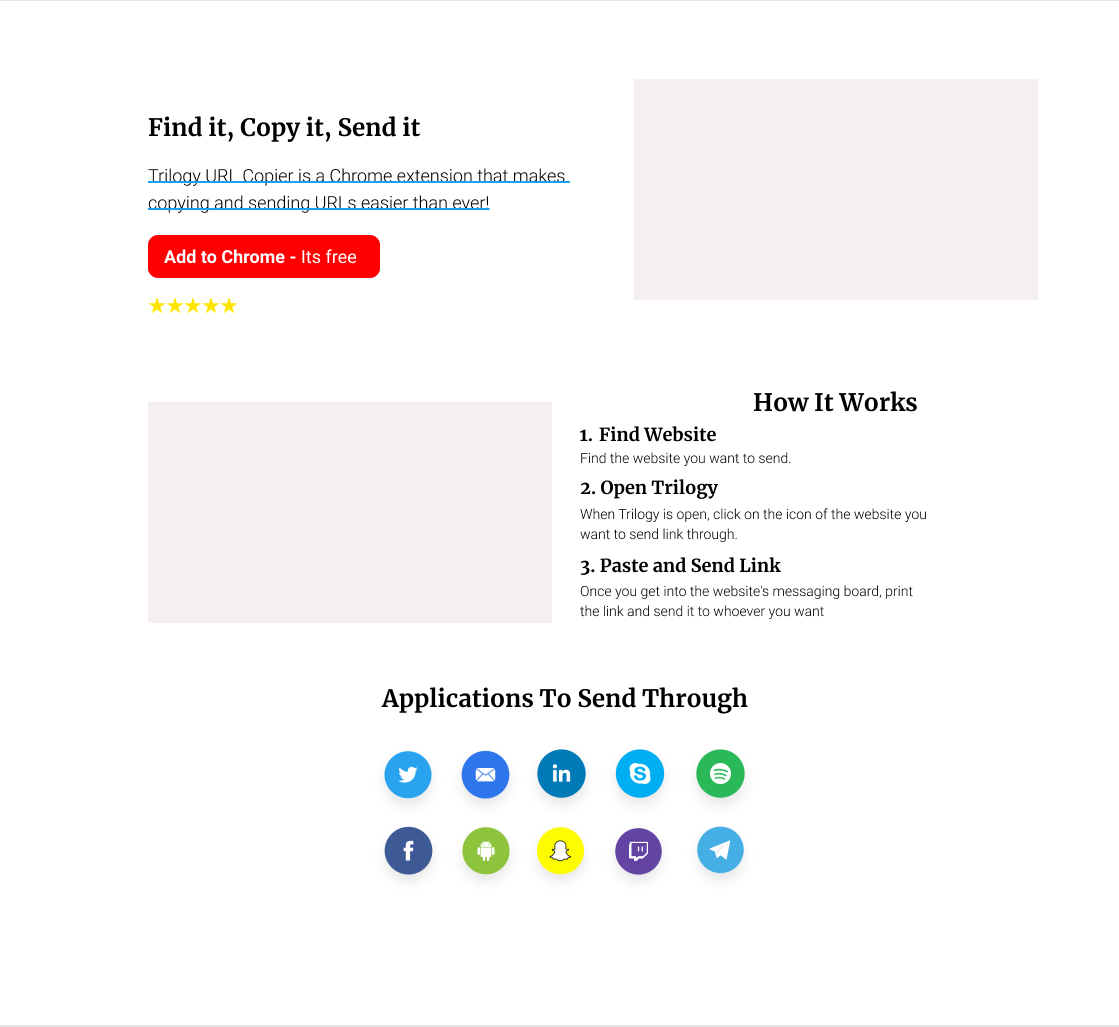 Find it, Copy it, Send it
Trilogy URL Copier is a Chrome extension that makes
copying and sending URLs easier than ever!
Add to Chrome - Its free
How It Works
1. Find Website
Find the website you want to send.
2. Open Trilogy
When Trilogy is open, click on the icon of the website you
want to send link through.
3. Paste and Send Link
Once you get into the website's messaging board, print
the link and send it to whoever you want
Applications To Send Through